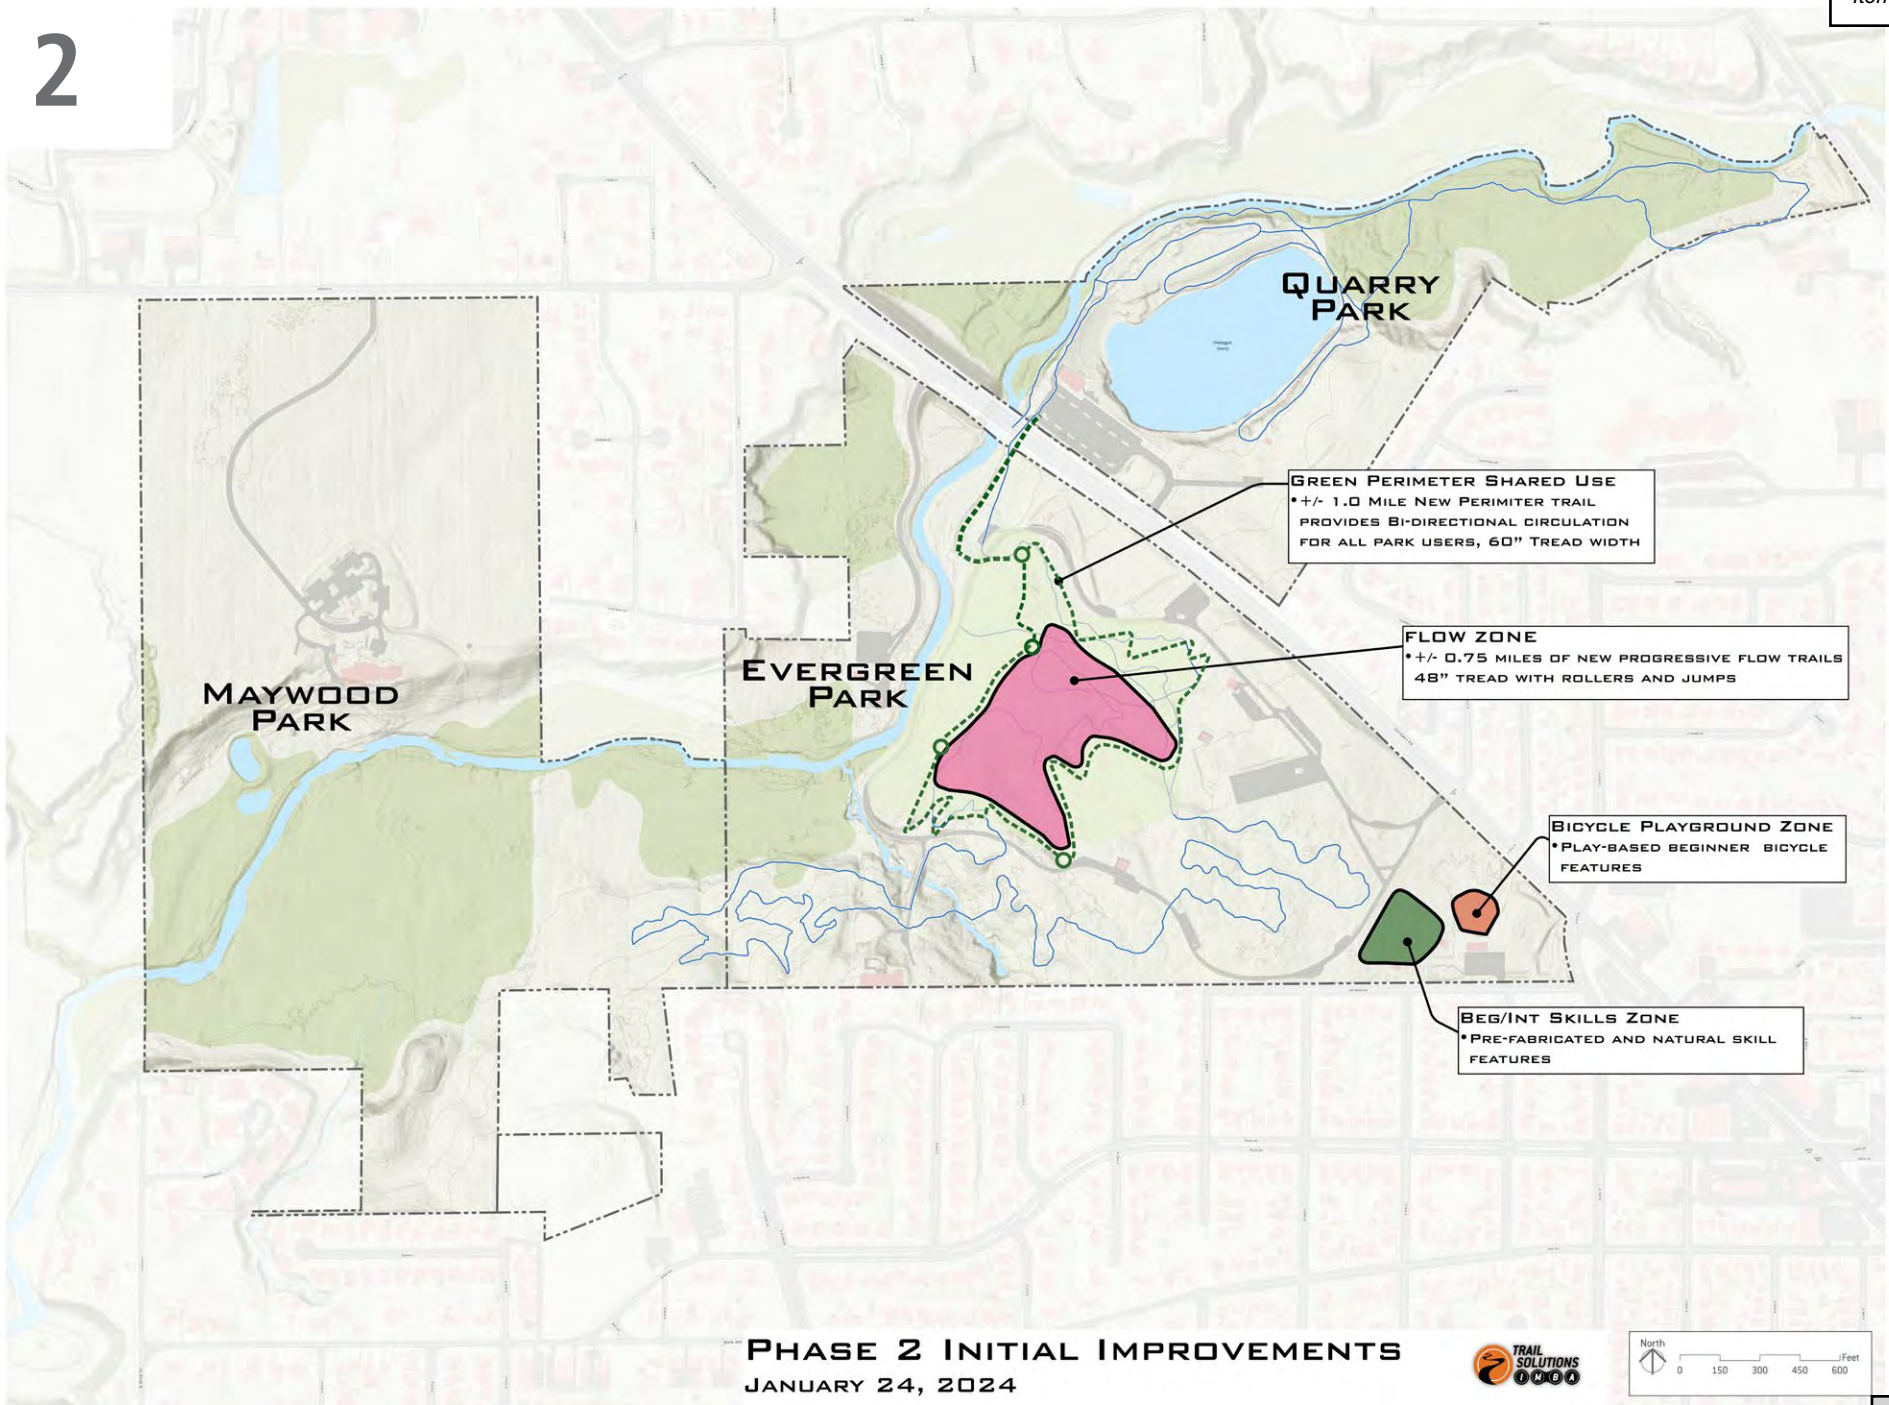 2
QUARRY
PARK
GREEN PERIMETER SHARED USE
• +/- 1.0 MILE NEW PERIMITER TRAIL
PROVIDES BI-DIRECTIONAL CIRCULATION
FOR ALL PARK USERS, 60" TREAD WIDTH
FLOW ZONE
• +/- 0.75 MILES OF NEW PROGRESSIVE FLOW TRAILS
48" TREAD WITH ROLLERS AND JUMPS
EVERGREEN
PARK
MAYWOOD
PARK
BICYCLE PLAYGROUND ZONE
• PLAY-BASED BEGINNER BICYCLE
FEATURES
BEG/INT SKILLS ZONE
• PRE-FABRICATED AND NATURAL SKILL
FEATURES
PHASE 2 INITIAL IMPROVEMENTS
JANUARY 24, 2024
TRAIL
SOLUTIONS
IMBA
North
Feet
0 150 300 450 600